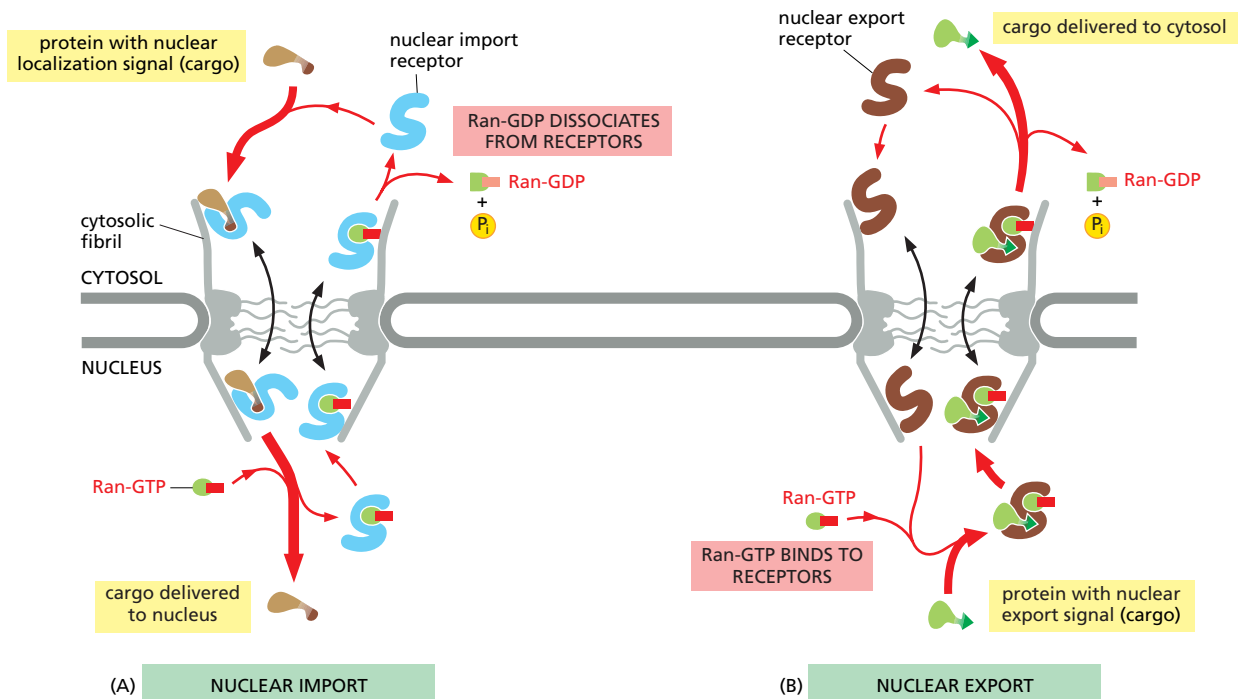 protein with nuclear
localization signal (cargo)
nuclear import
receptor
Ran-GDP DISSOCIATES
FROM RECEPTORS
Ran-GDP
+
Pi
cytosolic
fibril
CYTOSOL
NUCLEUS
Ran-GTP
cargo delivered
to nucleus
(A) NUCLEAR IMPORT
nuclear export
receptor
cargo delivered to cytosol
Ran-GDP
+
Pi
Ran-GTP
Ran-GTP BINDS TO
RECEPTORS
protein with nuclear
export signal (cargo)
(B) NUCLEAR EXPORT